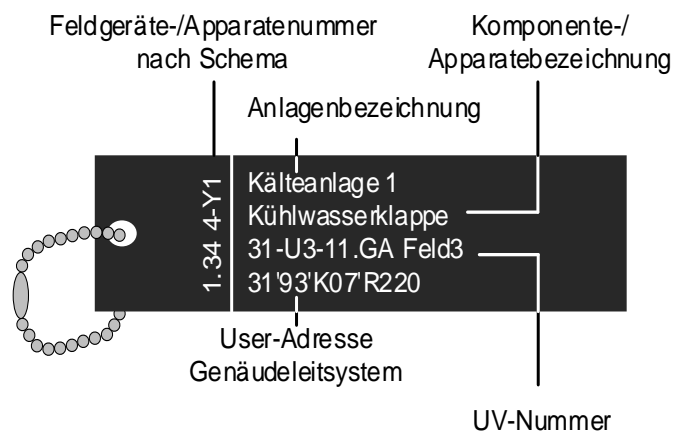 Feldgeräte-/Apparatenummer
nach Schema
Komponente-/
Apparatebezeichnung
Anlagenbezeichnung
1.34 4-Y1
Kälteanlage 1
Kühlwasserklappe
31-U3-11.GA Feld3
31'93'K07'R220
User-Adresse
Genäudeleitsystem
UV-Nummer